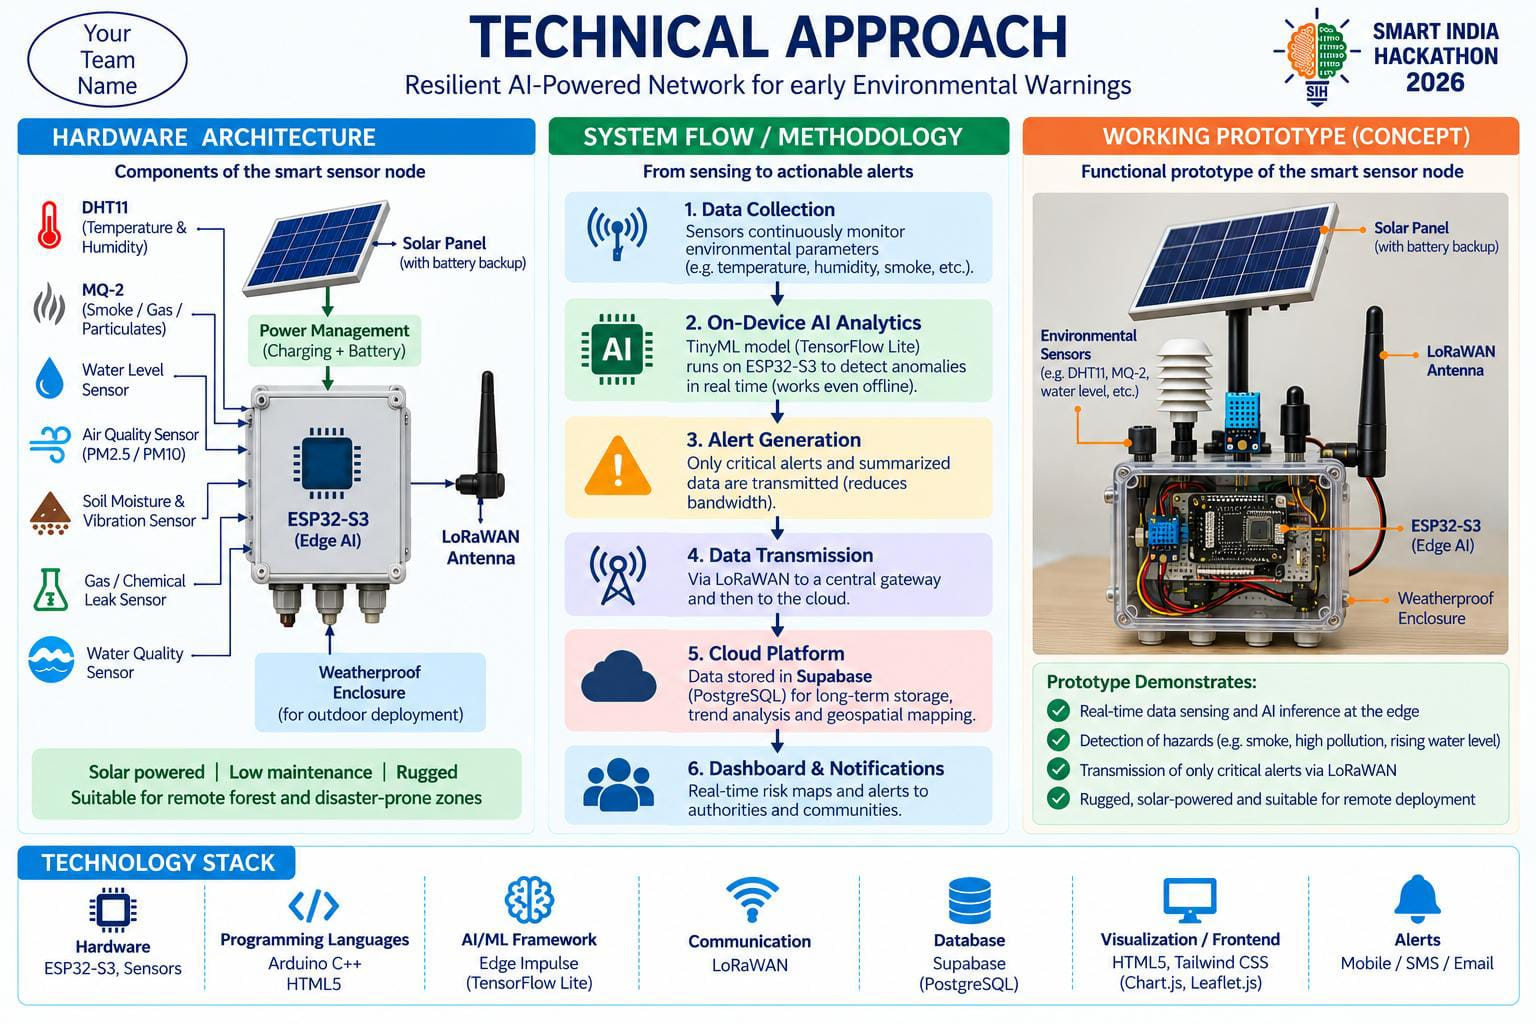 Your
Team
Name
TECHNICAL APPROACH
Resilient AI-Powered Network for early Environmental Warnings
SIH
SMART INDIA
HACKATHON
2026
HARDWARE ARCHITECTURE
Components of the smart sensor node
DHT11
(Temperature &
Humidity)
MQ-2
(Smoke / Gas /
Particulates)
Water Level
Sensor
Air Quality Sensor
(PM2.5 / PM10)
Soil Moisture &
Vibration Sensor
Gas / Chemical
Leak Sensor
Water Quality
Sensor
Solar Panel
(with battery backup)
Power Management
(Charging + Battery)
ESP32-S3
(Edge AI)
LoRaWAN
Antenna
Weatherproof
Enclosure
(for outdoor deployment)
Solar powered | Low maintenance | Rugged
Suitable for remote forest and disaster-prone zones
SYSTEM FLOW / METHODOLOGY
From sensing to actionable alerts
1. Data Collection
Sensors continuously monitor
environmental parameters
(e.g. temperature, humidity, smoke, etc.).
AI
2. On-Device AI Analytics
TinyML model (TensorFlow Lite)
runs on ESP32-S3 to detect anomalies
in real time (works even offline).
3. Alert Generation
Only critical alerts and summarized
data are transmitted (reduces
bandwidth).
4. Data Transmission
Via LoRaWAN to a central gateway
and then to the cloud.
5. Cloud Platform
Data stored in Supabase
(PostgreSQL) for long-term storage,
trend analysis and geospatial mapping.
6. Dashboard & Notifications
Real-time risk maps and alerts to
authorities and communities.
WORKING PROTOTYPE (CONCEPT)
Functional prototype of the smart sensor node
Solar Panel
(with battery backup)
Environmental
Sensors
(e.g. DHT11, MQ-2,
water level, etc.)
LoRaWAN
Antenna
ESP32-S3
(Edge AI)
Weatherproof
Enclosure
Prototype Demonstrates:
Real-time data sensing and AI inference at the edge
Detection of hazards (e.g. smoke, high pollution, rising water level)
Transmission of only critical alerts via LoRaWAN
Rugged, solar-powered and suitable for remote deployment
TECHNOLOGY STACK
Hardware
ESP32-S3, Sensors
Programming Languages
Arduino C++
HTML5
AI/ML Framework
Edge Impulse
(TensorFlow Lite)
Communication
LoRaWAN
Database
Supabase
(PostgreSQL)
Visualization / Frontend
HTML5, Tailwind CSS
(Chart.js, Leaflet.js)
Alerts
Mobile / SMS / Email